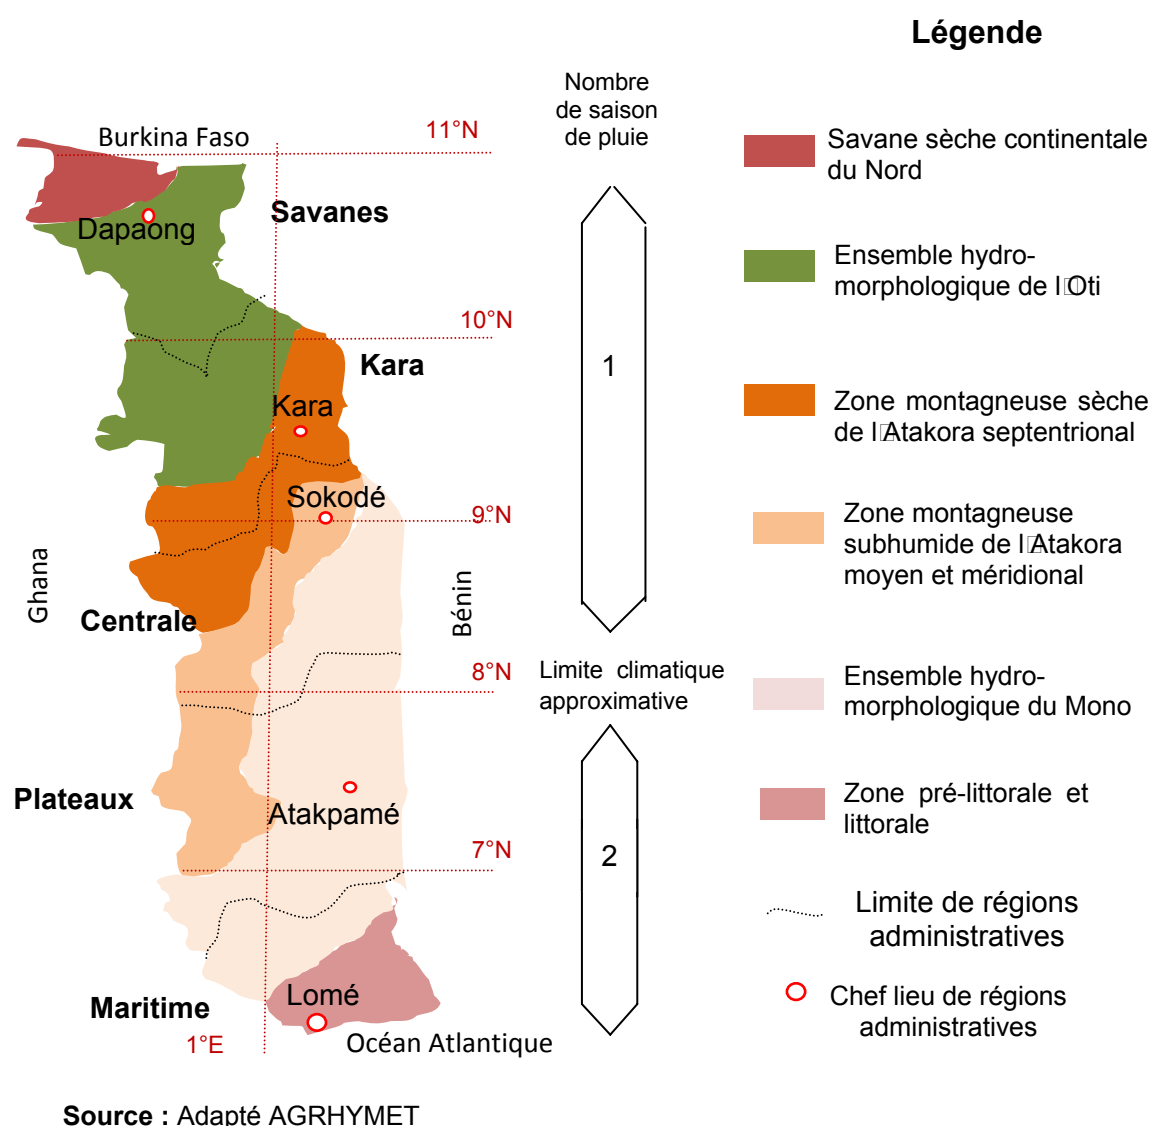 Légende
Nombre
de saison
de pluie
11°N
Burkina Faso
Savane sèche continentale
du Nord
Savanes
Dapaong
Ensemble hydro-
morphologique de l□Oti
10°N
Kara
1
Kara
Zone montagneuse sèche
de l□Atakora septentrional
Sokodé
9°N
Zone montagneuse
subhumide de l□Atakora
moyen et méridional
Ghana
Bénin
Centrale
8°N
Limite climatique
approximative
Ensemble hydro-
morphologique du Mono
Plateaux
Atakpamé
Zone pré-littorale et
littorale
7°N
2
Limite de régions
administratives
Maritime
Lomé
Chef lieu de régions
administratives
1°E
Océan Atlantique
Source : Adapté AGRHYMET